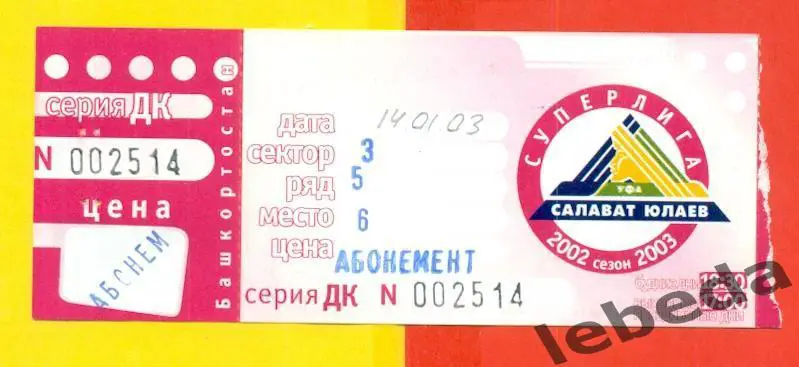 серия ДК
N 002514
цена
АБОНЕМ
Башкортостан
дата 14 01 03
сектор 3
ряд 5
место 6
цена
АБОНЕМЕНТ
серия ДК N 002514
СУПЕРЛИГА
УФА
САЛАВАТ ЮЛАЕВ
2002 сезон 2003
lebeda